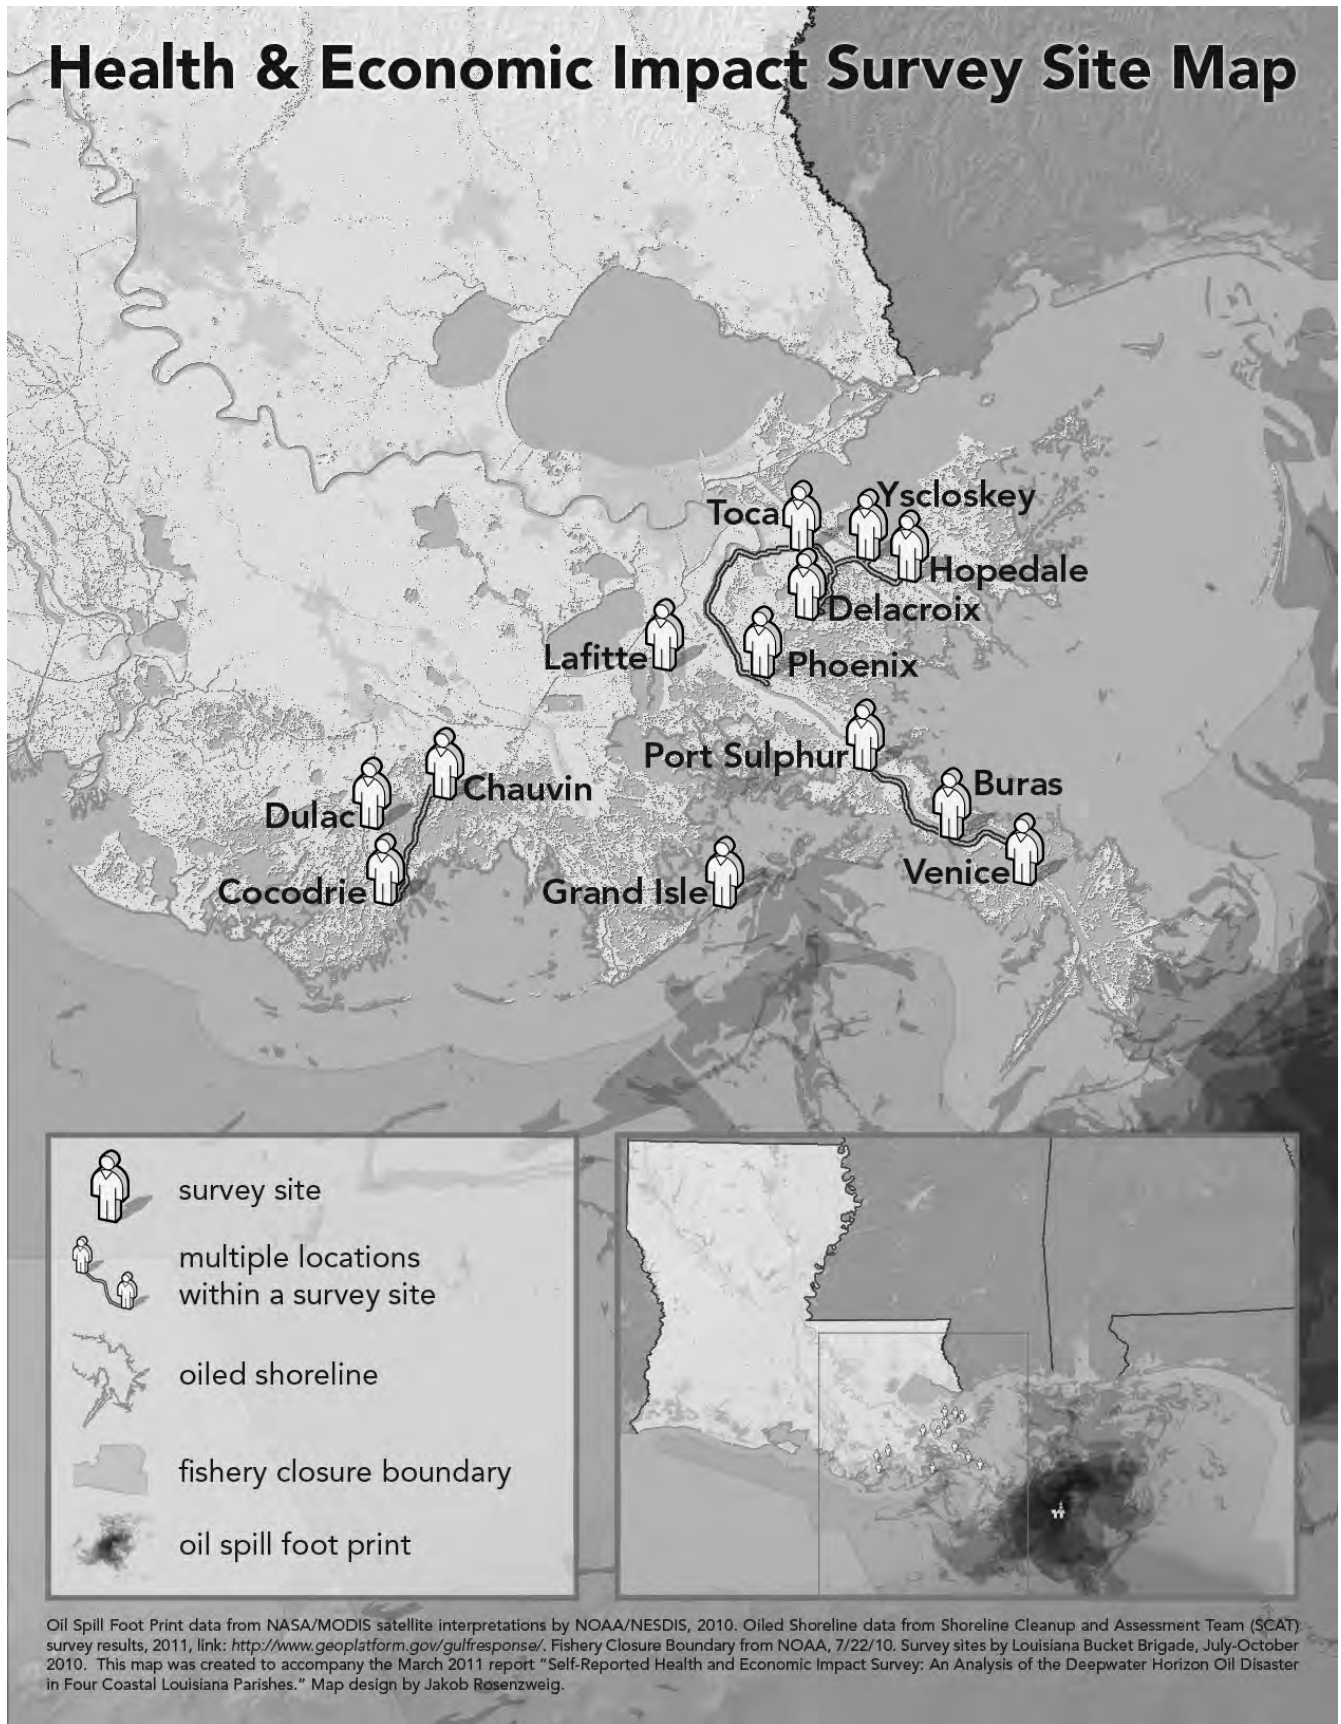 Health & Economic Impact Survey Site Map
Yscloskey
Toca
Hopedale
Delacroix
Lafitte
Phoenix
Port Sulphur
Buras
Chauvin
Dulac
Venice
Cocodrie
Grand Isle
survey site
multiple locations
within a survey site
oiled shoreline
fishery closure boundary
oil spill foot print
Oil Spill Foot Print data from NASA/MODIS satellite interpretations by NOAA/NESDIS, 2010. Oiled Shoreline data from Shoreline Cleanup and Assessment Team (SCAT)
survey results, 2011, link: http://www.geoplatform.gov/gulfresponse/. Fishery Closure Boundary from NOAA, 7/22/10. Survey sites by Louisiana Bucket Brigade, July-October
2010. This map was created to accompany the March 2011 report “Self-Reported Health and Economic Impact Survey: An Analysis of the Deepwater Horizon Oil Disaster
in Four Coastal Louisiana Parishes.” Map design by Jakob Rosenzweig.